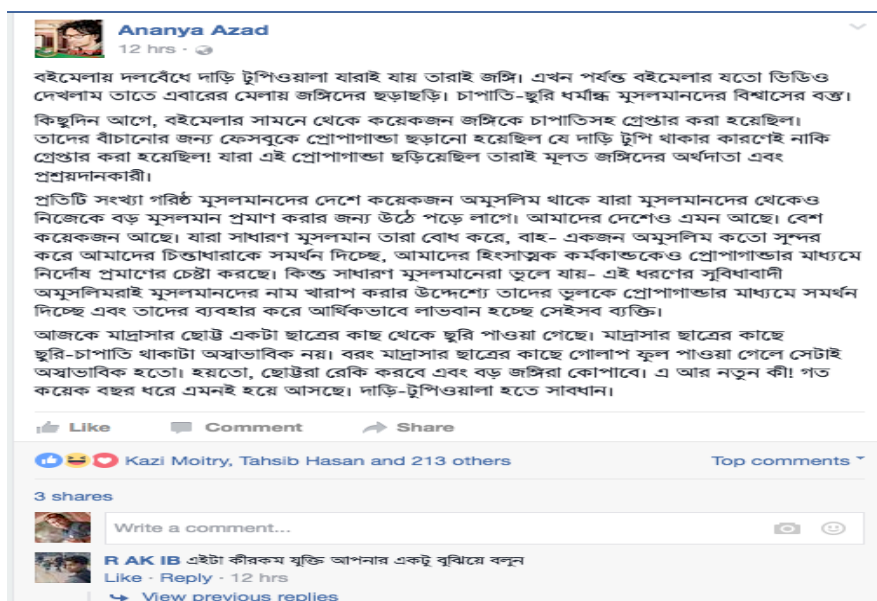 Ananya Azad
12 hrs ·
বইমেলায় দলবেঁধে দাড়ি টুপিওয়ালা যারাই যায় তারাই জঙ্গি। এখন পর্যন্ত বইমেলার যতো ভিডিও
দেখলাম তাতে এবারের মেলায় জঙ্গিদের ছড়াছড়ি। চাপাতি-ছুরি ধর্মান্ধ মুসলমানদের বিশ্বাসের বস্তু।
কিছুদিন আগে, বইমেলার সামনে থেকে কয়েকজন জঙ্গিকে চাপাতিসহ গ্রেপ্তার করা হয়েছিল।
তাদের বাঁচানোর জন্য ফেসবুকে প্রোপাগান্ডা ছড়ানো হয়েছিল যে দাড়ি টুপি থাকার কারণেই নাকি
গ্রেপ্তার করা হয়েছিল! যারা এই প্রোপাগান্ডা ছড়িয়েছিল তারাই মূলত জঙ্গিদের অর্থদাতা এবং
প্রশ্রয়দানকারী।
প্রতিটি সংখ্যা গরিষ্ঠ মুসলমানদের দেশে কয়েকজন অমুসলিম থাকে যারা মুসলমানদের থেকেও
নিজেকে বড় মুসলমান প্রমাণ করার জন্য উঠে পড়ে লাগে। আমাদের দেশেও এমন আছে। বেশ
কয়েকজন আছে। যারা সাধারণ মুসলমান তারা বোধ করে, বাহ- একজন অমুসলিম কতো সুন্দর
করে আমাদের চিন্তাধারাকে সমর্থন দিচ্ছে, আমাদের হিংসাত্মক কর্মকান্ডকেও প্রোপাগান্ডার মাধ্যমে
নির্দোষ প্রমাণের চেষ্টা করছে। কিন্তু সাধারণ মুসলমানেরা ভুলে যায়- এই ধরণের সুবিধাবাদী
অমুসলিমরাই মুসলমানদের নাম খারাপ করার উদ্দেশ্যে তাদের ভুলকে প্রোপাগান্ডার মাধ্যমে সমর্থন
দিচ্ছে এবং তাদের ব্যবহার করে আর্থিকভাবে লাভবান হচ্ছে সেইসব ব্যক্তি।
আজকে মাদ্রাসার ছোট্ট একটা ছাত্রের কাছ থেকে ছুরি পাওয়া গেছে। মাদ্রাসার ছাত্রের কাছে
ছুরি-চাপাতি থাকাটা অস্বাভাবিক নয়। বরং মাদ্রাসার ছাত্রের কাছে গোলাপ ফুল পাওয়া গেলে সেটাই
অস্বাভাবিক হতো। হয়তো, ছোট্টরা রেকি করবে এবং বড় জঙ্গিরা কোপাবে। এ আর নতুন কী! গত
কয়েক বছর ধরে এমনই হয়ে আসছে। দাড়ি-টুপিওয়ালা হতে সাবধান।
Like Comment Share
Kazi Moitry, Tahsib Hasan and 213 others Top comments
3 shares
Write a comment...
R AK IB এইটা কীরকম যুক্তি আপনার একটু বুঝিয়ে বলুন
Like · Reply · 12 hrs
View previous replies